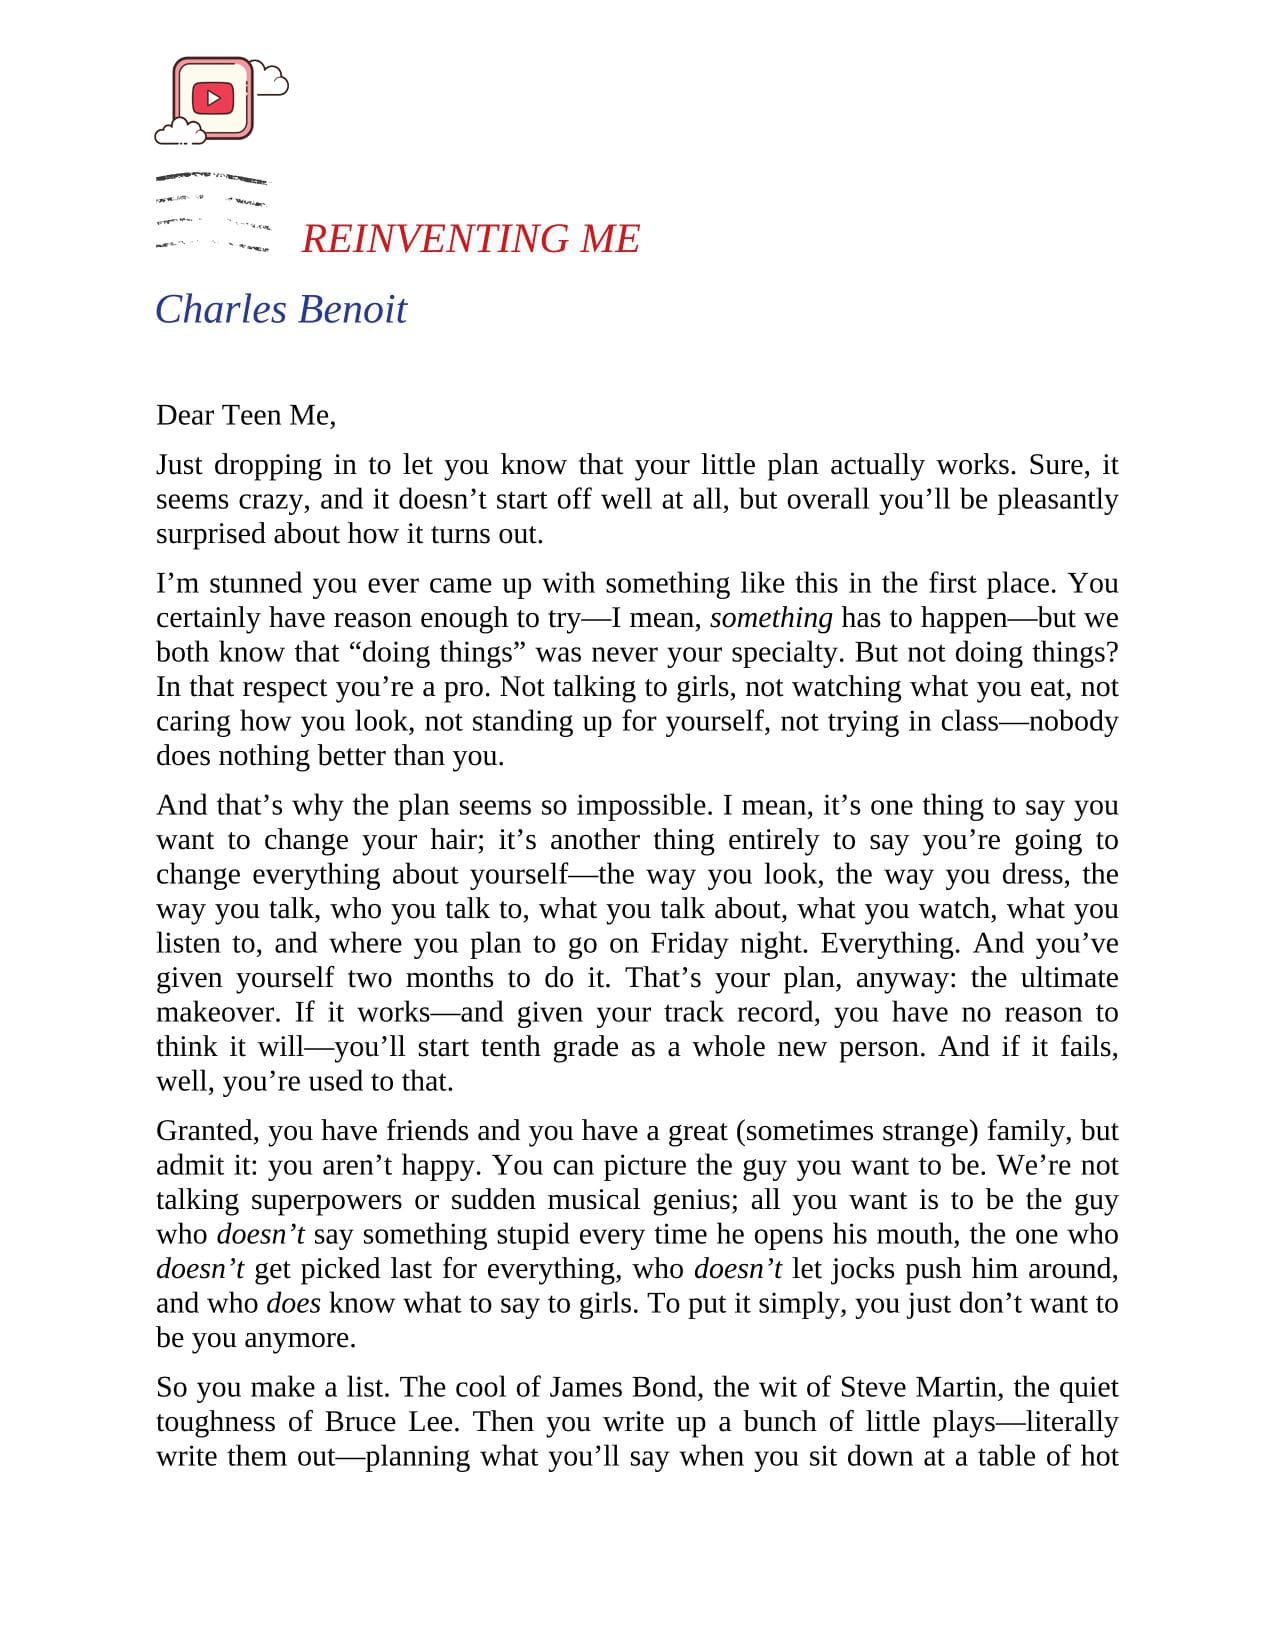 REINVENTING ME
Charles Benoit
Dear Teen Me,
Just dropping in to let you know that your little plan actually works. Sure, it
seems crazy, and it doesn’t start off well at all, but overall you’ll be pleasantly
surprised about how it turns out.
I’m stunned you ever came up with something like this in the first place. You
certainly have reason enough to try—I mean, something has to happen—but we
both know that “doing things” was never your specialty. But not doing things?
In that respect you’re a pro. Not talking to girls, not watching what you eat, not
caring how you look, not standing up for yourself, not trying in class—nobody
does nothing better than you.
And that’s why the plan seems so impossible. I mean, it’s one thing to say you
want to change your hair; it’s another thing entirely to say you’re going to
change everything about yourself—the way you look, the way you dress, the
way you talk, who you talk to, what you talk about, what you watch, what you
listen to, and where you plan to go on Friday night. Everything. And you’ve
given yourself two months to do it. That’s your plan, anyway: the ultimate
makeover. If it works—and given your track record, you have no reason to
think it will—you’ll start tenth grade as a whole new person. And if it fails,
well, you’re used to that.
Granted, you have friends and you have a great (sometimes strange) family, but
admit it: you aren’t happy. You can picture the guy you want to be. We’re not
talking superpowers or sudden musical genius; all you want is to be the guy
who doesn’t say something stupid every time he opens his mouth, the one who
doesn’t get picked last for everything, who doesn’t let jocks push him around,
and who does know what to say to girls. To put it simply, you just don’t want to
be you anymore.
So you make a list. The cool of James Bond, the wit of Steve Martin, the quiet
toughness of Bruce Lee. Then you write up a bunch of little plays—literally
write them out—planning what you’ll say when you sit down at a table of hot